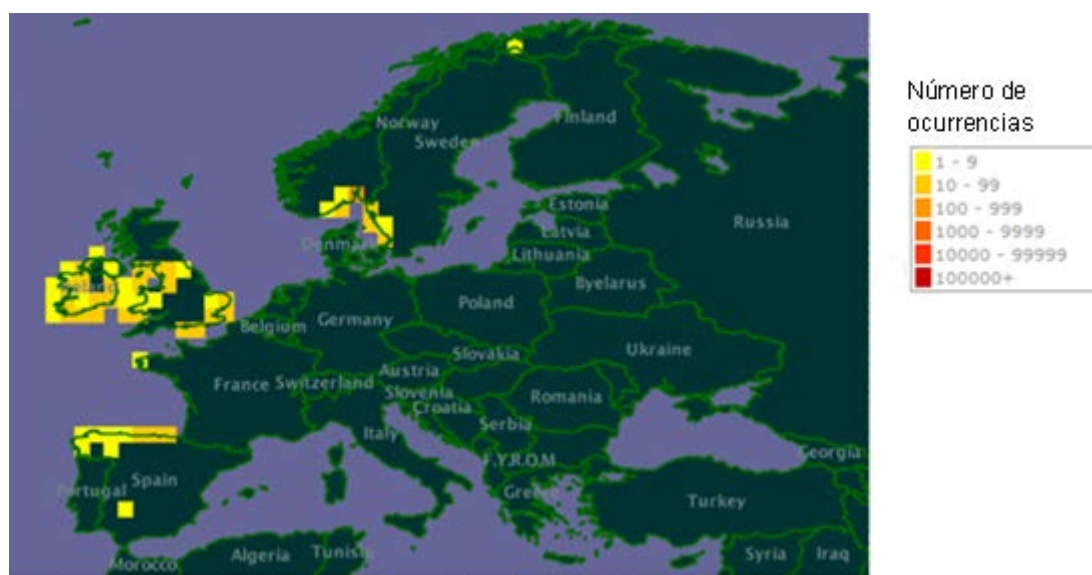 Número de
ocurrencias
1 - 9
10 - 99
100 - 999
1000 - 9999
10000 - 99999
100000+
Norway
Sweden
Finland
Estonia
Latvia
Lithuania
Russia
Denmark
Ireland
Byelarus
Poland
Germany
Belgium
Ukraine
Slovakia
France
Switzerland
Austria
Slovenia
Croatia
Romania
Serbia
Italy
F.Y.R.O.M
Georgia
Portugal
Spain
Greece
Turkey
Morocco
Algeria
Tunisia
Syria
Iraq